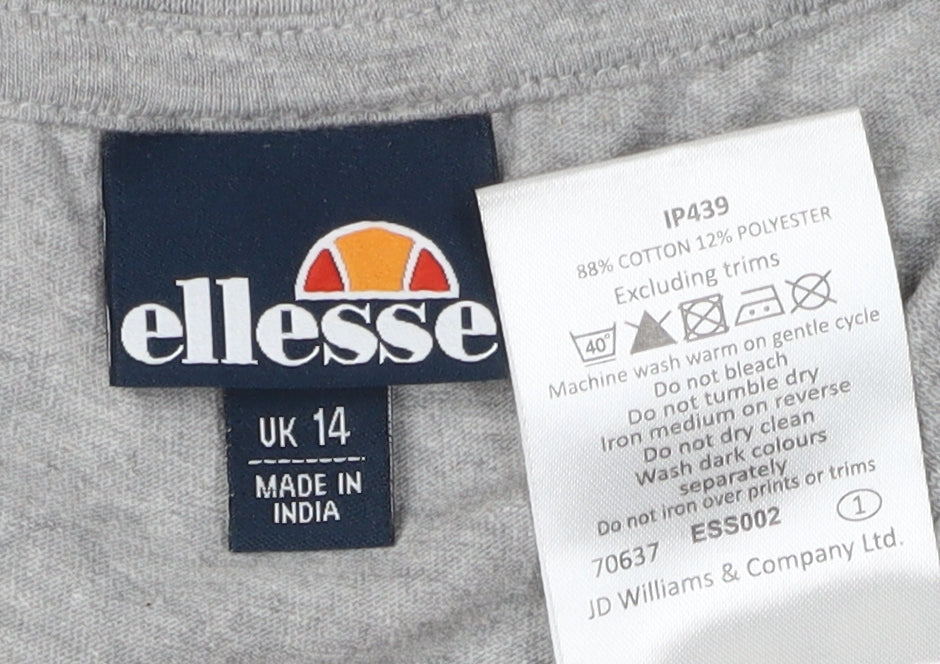 ellesse
UK 14
MADE IN
INDIA
IP439
88% COTTON 12% POLYESTER
Excluding trims
40°
Machine wash warm on gentle cycle
Do not bleach
Do not tumble dry
Iron medium on reverse
Do not dry clean
Wash dark colours
separately
Do not iron over prints or trims
70637 ESS002 1
JD Williams & Company Ltd.